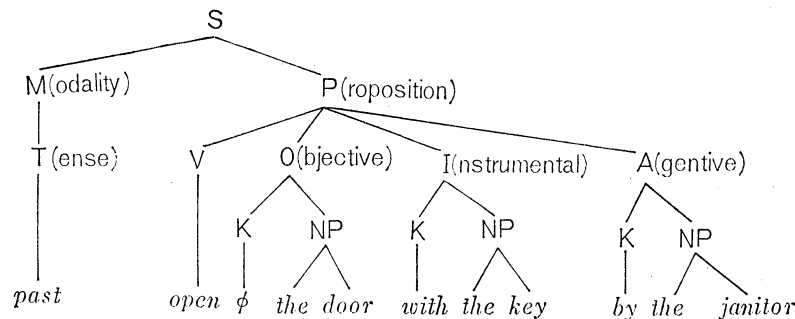 S
M(odality) P(roposition)
T(ense) V O(bjective) I(nstrumental) A(gentive)
K NP K NP K NP
past open ϕ the door with the key by the janitor